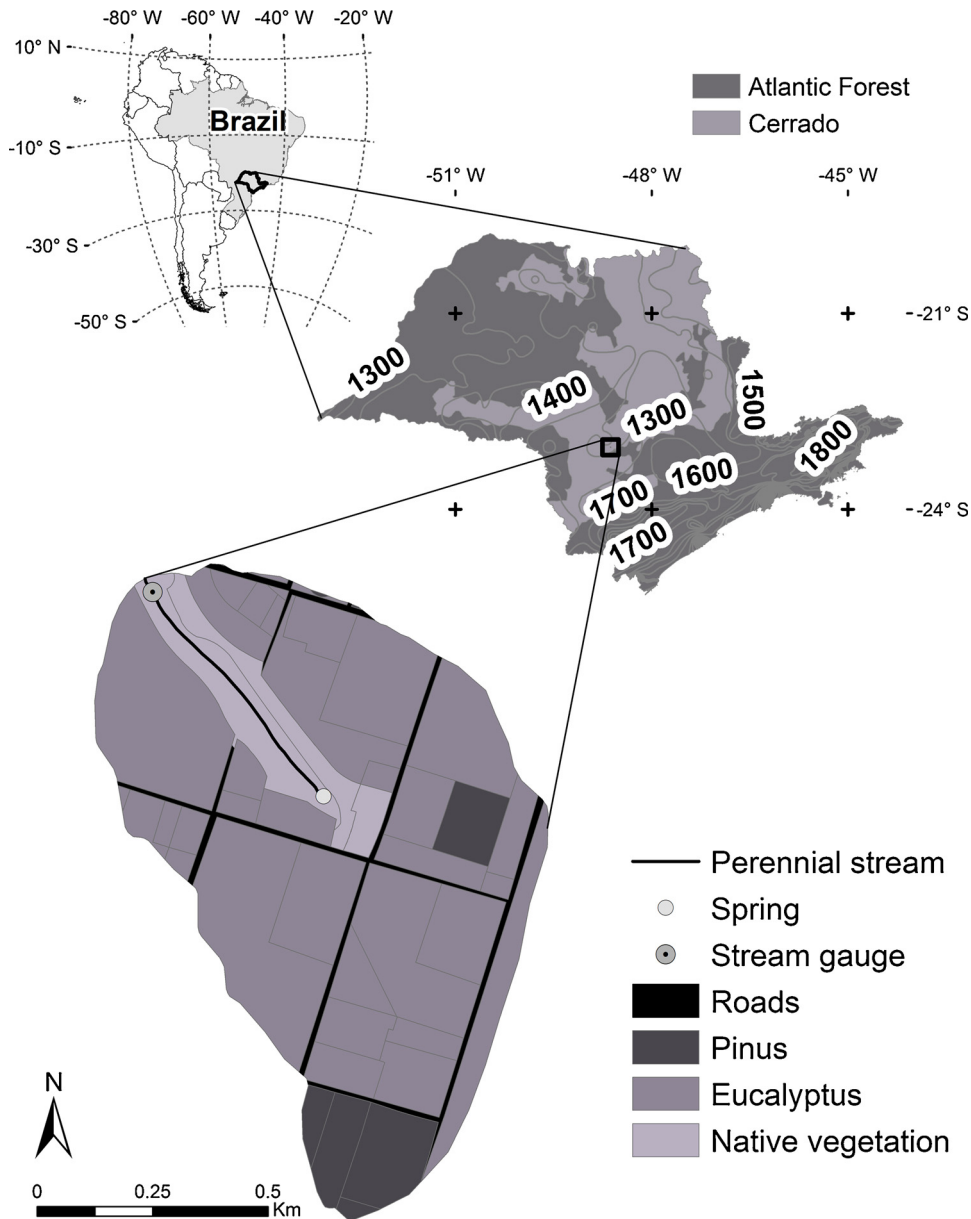 -80° W -60° W -40° W -20° W
10° N
-10° S
-30° S
-50° S
Brazil
Atlantic Forest
Cerrado
-51° W -48° W -45° W
-21° S
-24° S
1300
1400
1300
1500
1800
1600
1700
1700
Perennial stream
Spring
Stream gauge
Roads
Pinus
Eucalyptus
Native vegetation
N
0 0.25 0.5
Km